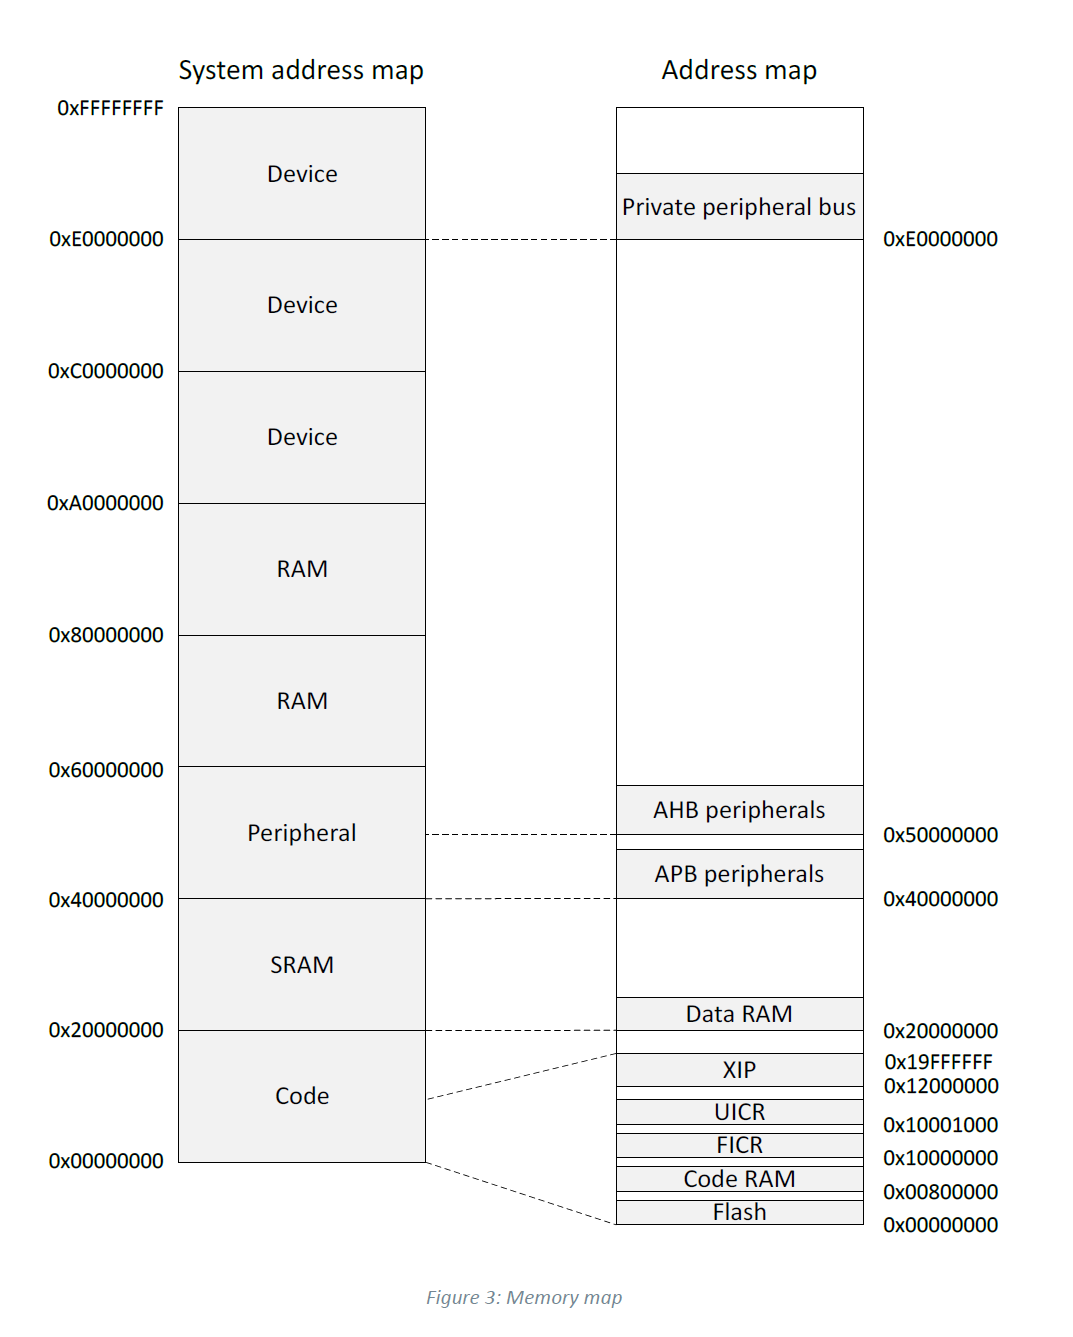 System address map
Address map
0xFFFFFFFF
Device
Private peripheral bus
0xE0000000
0xE0000000
Device
0xC0000000
Device
0xA0000000
RAM
0x80000000
RAM
0x60000000
AHB peripherals
Peripheral
0x50000000
APB peripherals
0x40000000
0x40000000
SRAM
Data RAM
0x20000000
0x20000000
0x19FFFFFF
XIP
0x12000000
Code
UICR
0x10001000
FICR
0x10000000
0x00000000
Code RAM
0x00800000
Flash
0x00000000
Figure 3: Memory map